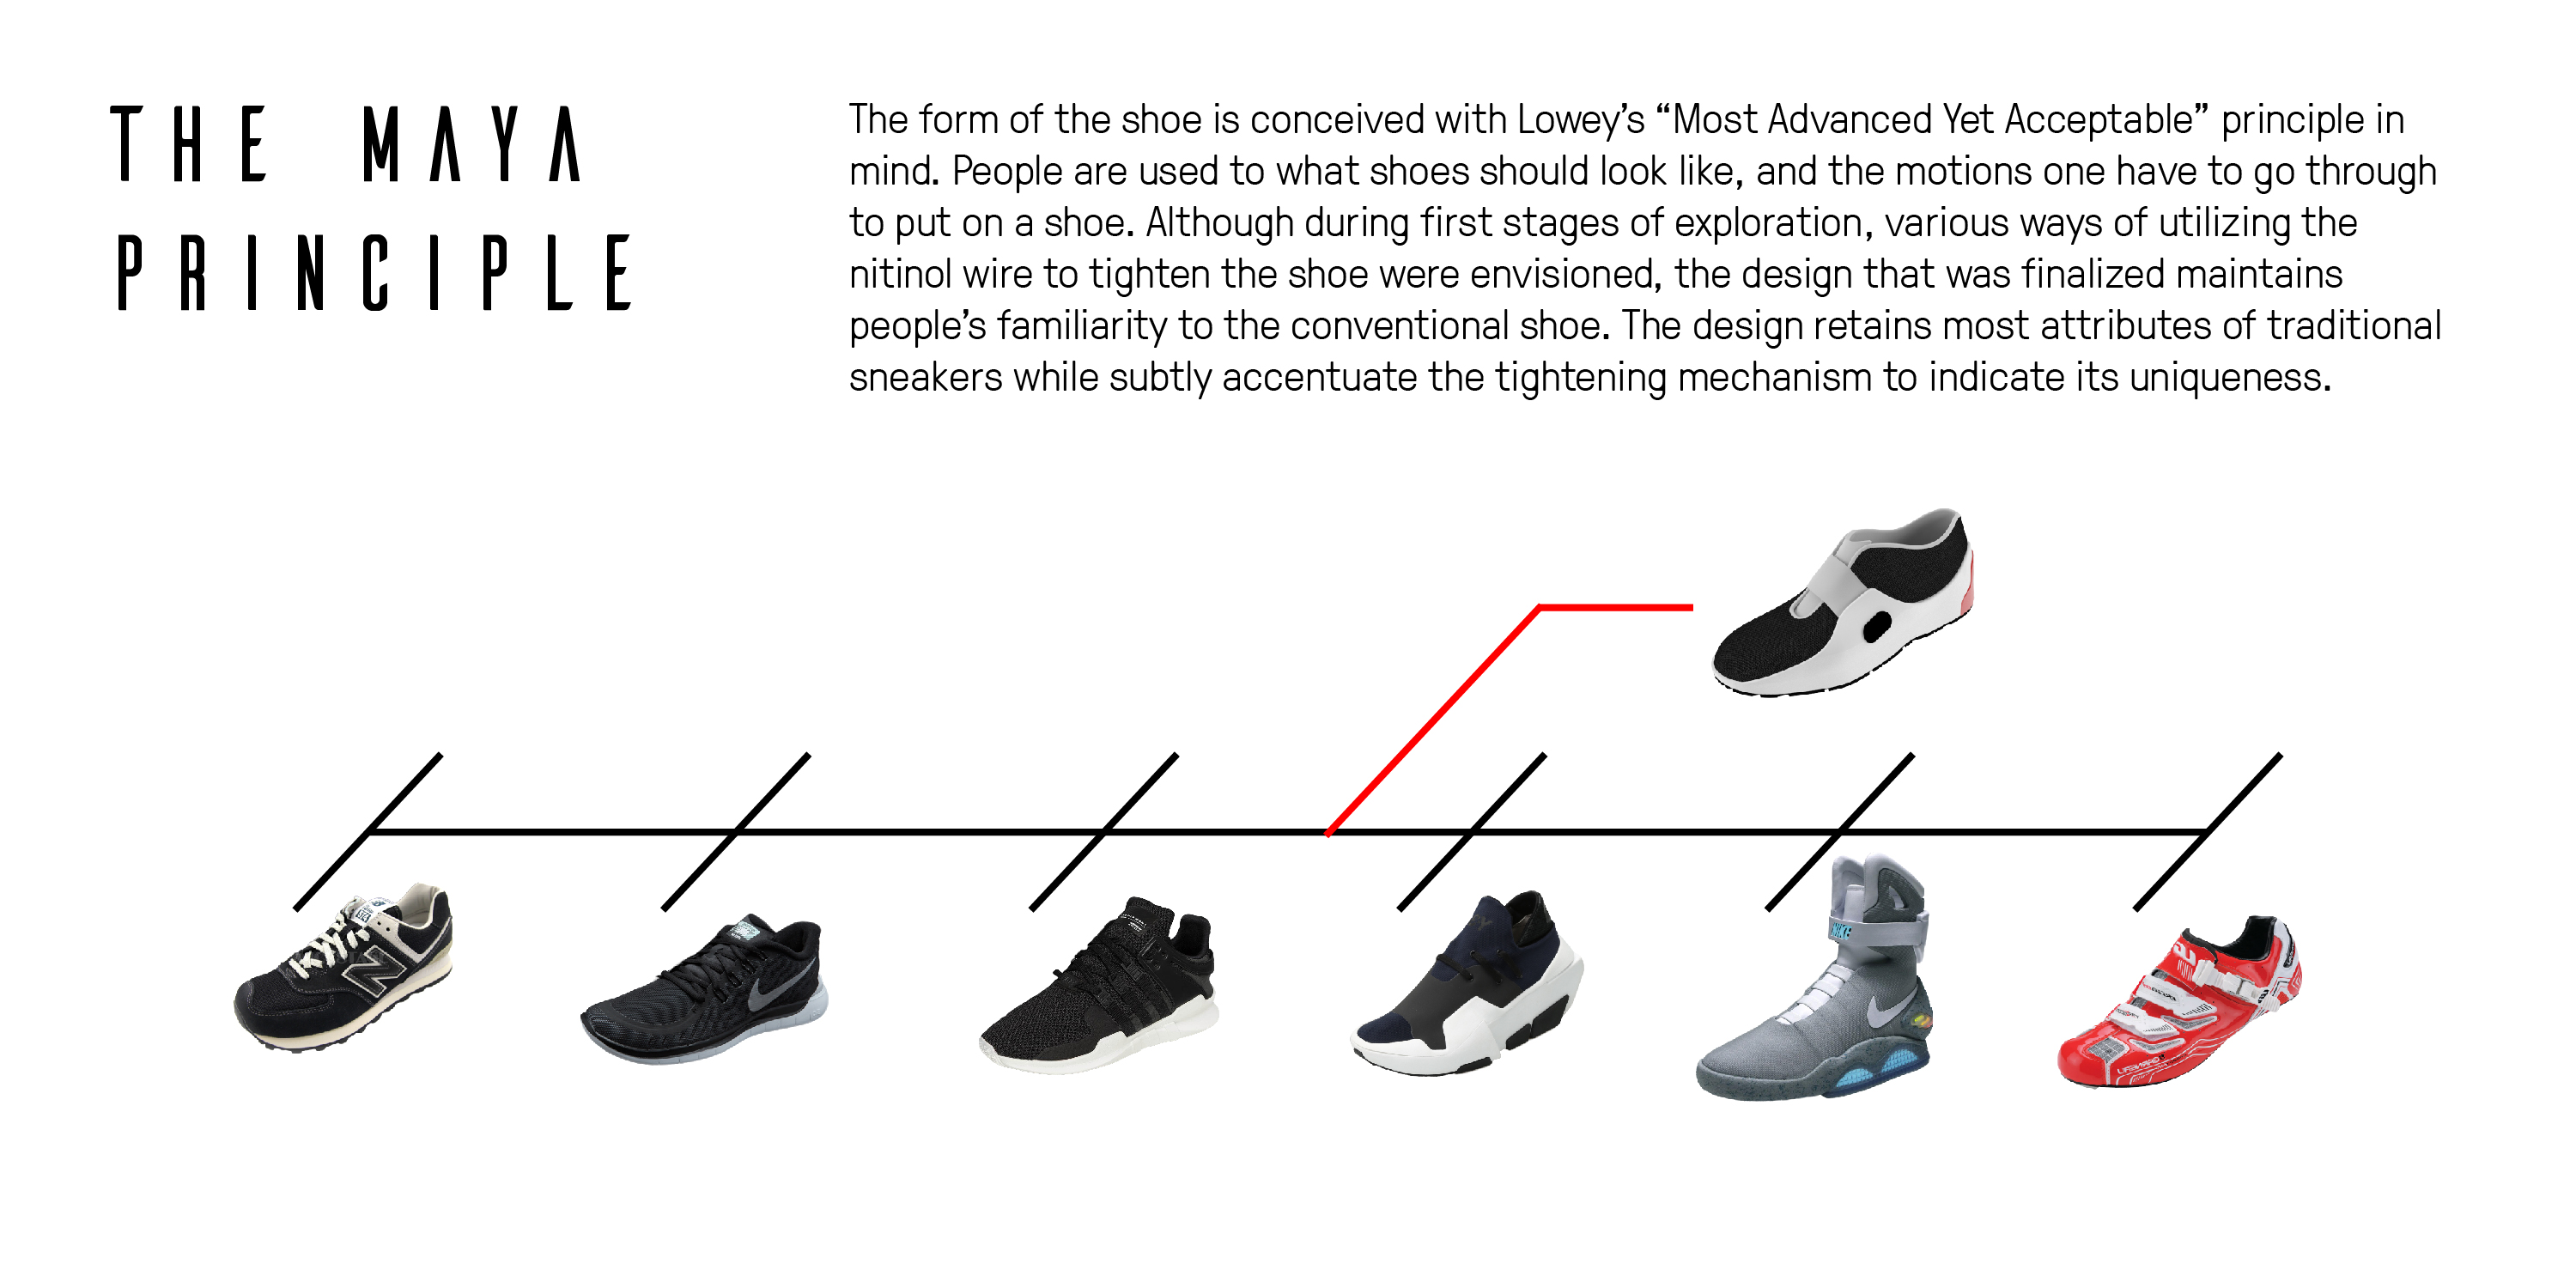 THE MAYA
PRINCIPLE
The form of the shoe is conceived with Lowey’s “Most Advanced Yet Acceptable” principle in
mind. People are used to what shoes should look like, and the motions one have to go through
to put on a shoe. Although during first stages of exploration, various ways of utilizing the
nitinol wire to tighten the shoe were envisioned, the design that was finalized maintains
people’s familiarity to the conventional shoe. The design retains most attributes of traditional
sneakers while subtly accentuate the tightening mechanism to indicate its uniqueness.
N
NIKE